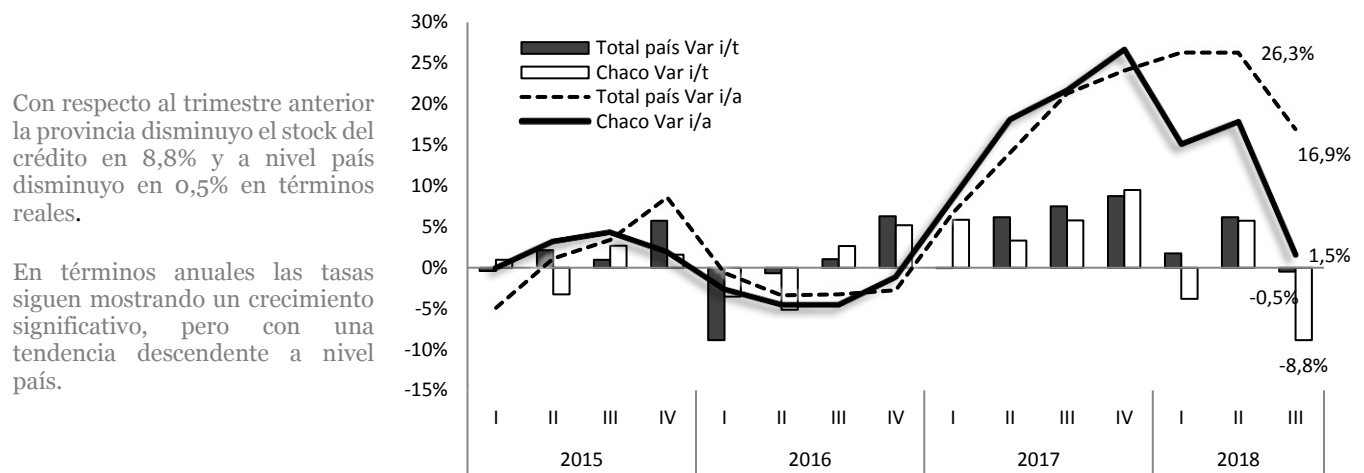 Con respecto al trimestre anterior
la provincia disminuyo el stock del
crédito en 8,8% y a nivel país
disminuyo en 0,5% en términos
reales.
En términos anuales las tasas
siguen mostrando un crecimiento
significativo, pero con una
tendencia descendente a nivel
país.
30%
25%
20%
15%
10%
5%
0%
-5%
-10%
-15%
Total país Var i/t
Chaco Var i/t
Total país Var i/a
Chaco Var i/a
26,3%
16,9%
1,5%
-0,5%
-8,8%
I II III IV I II III IV I II III IV I II III
2015 2016 2017 2018